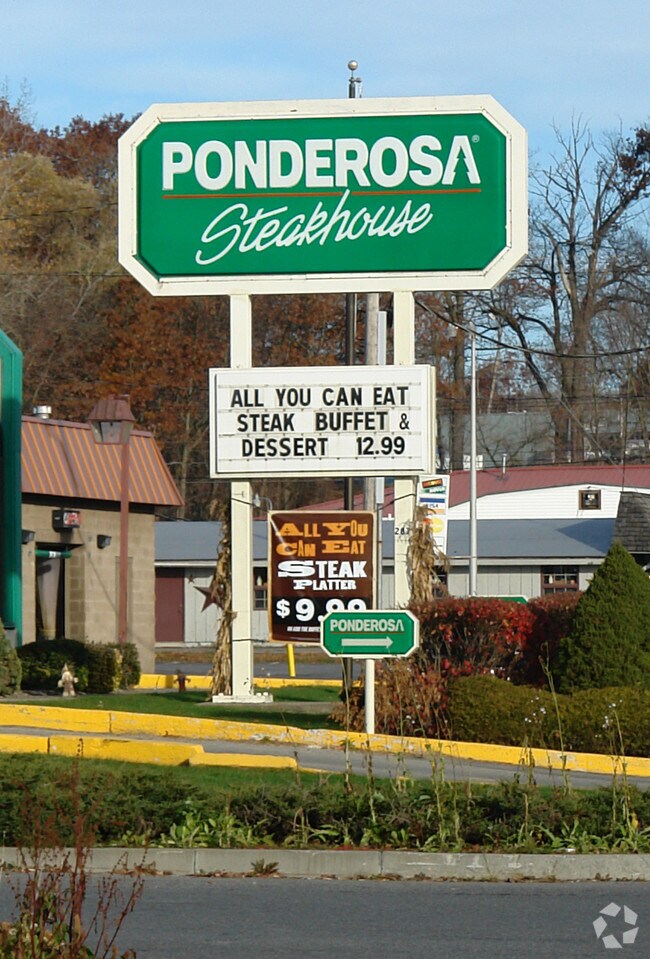 PONDEROSA®
Steakhouse
ALL YOU CAN EAT
STEAK BUFFET &
DESSERT 12.99
ALL YOU
CAN EAT
STEAK
PLATTER
$9.99
PONDEROSA